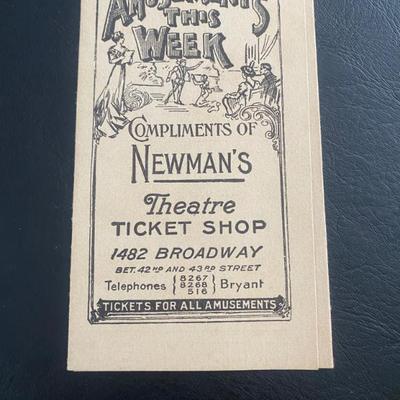 AMUSEMENTS
THIS
WEEK
COMPLIMENTS OF
NEWMAN'S
Theatre
TICKET SHOP
1482 BROADWAY
BET. 42ND AND 43RD STREET
Telephones { 8267 8268 516 } Bryant
TICKETS FOR ALL AMUSEMENTS